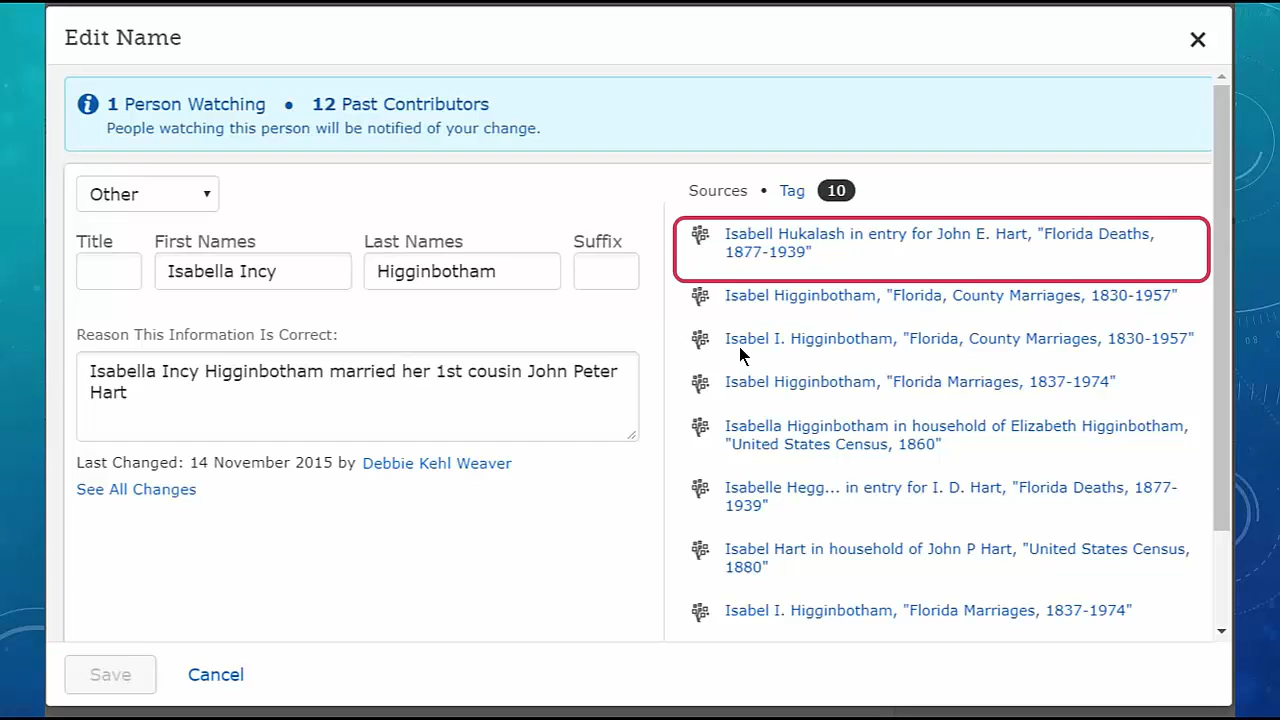 Edit Name
1 Person Watching • 12 Past Contributors
People watching this person will be notified of your change.
Other
Title First Names Last Names Suffix
Isabella Incy Higginbotham
Reason This Information Is Correct:
Isabella Incy Higginbotham married her 1st cousin John Peter
Hart
Last Changed: 14 November 2015 by Debbie Kehl Weaver
See All Changes
Sources • Tag 10
Isabell Hukalash in entry for John E. Hart, "Florida Deaths,
1877-1939"
Isabel Higginbotham, "Florida, County Marriages, 1830-1957"
Isabel I. Higginbotham, "Florida, County Marriages, 1830-1957"
Isabel Higginbotham, "Florida Marriages, 1837-1974"
Isabella Higginbotham in household of Elizabeth Higginbotham,
"United States Census, 1860"
Isabelle Hegg... in entry for I. D. Hart, "Florida Deaths, 1877-
1939"
Isabel Hart in household of John P Hart, "United States Census,
1880"
Isabel I. Higginbotham, "Florida Marriages, 1837-1974"
Save Cancel